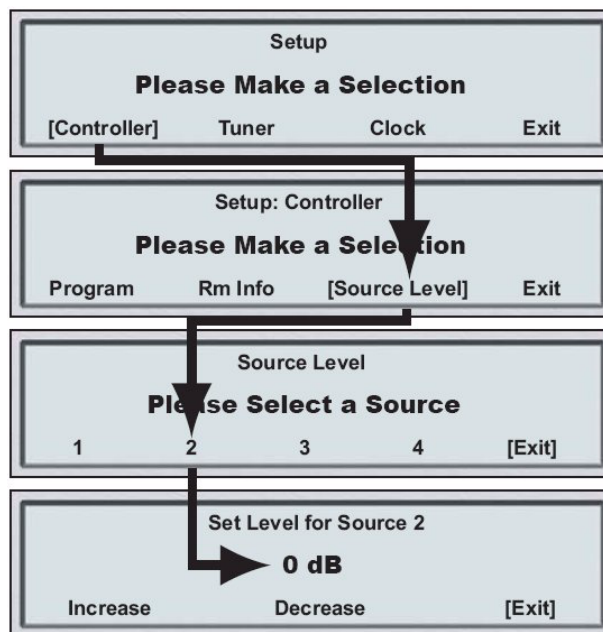 Setup
Please Make a Selection
[Controller] Tuner Clock Exit
Setup: Controller
Please Make a Selection
Program Rm Info [Source Level] Exit
Source Level
Please Select a Source
1 2 3 4 [Exit]
Set Level for Source 2
0 dB
Increase Decrease [Exit]